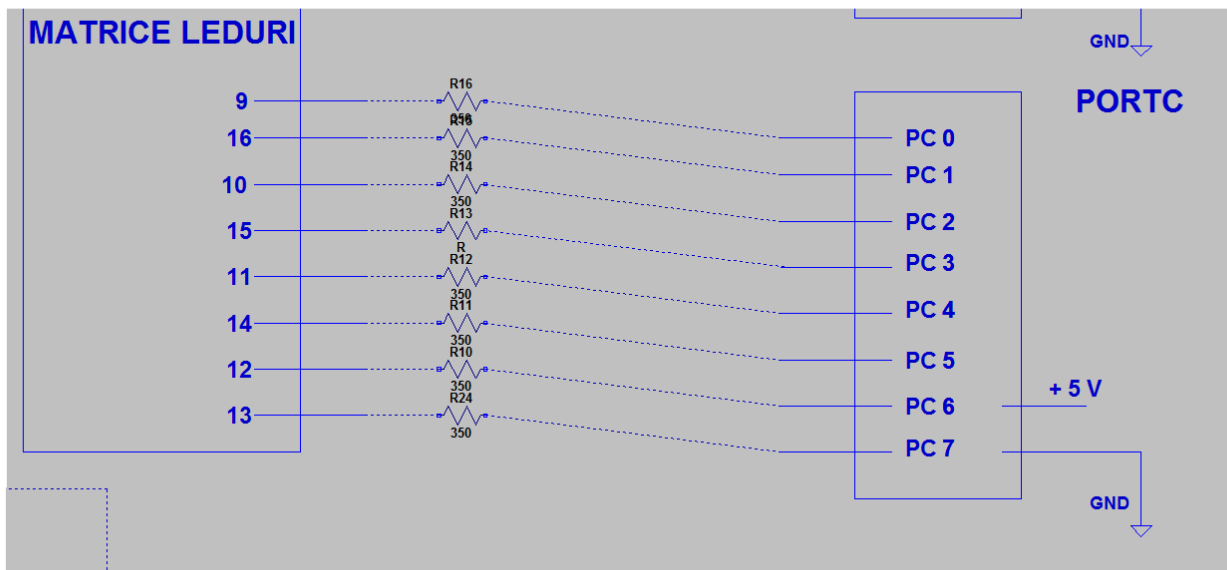 MATRICE LEDURI
GND
PORTC
R16
9
PC 0
R15
16
350
PC 1
R14
10
350
PC 2
R13
15
PC 3
R
R12
11
350
PC 4
R11
14
350
PC 5
R10
12
350
+ 5 V
R24
PC 6
13
350
PC 7
GND